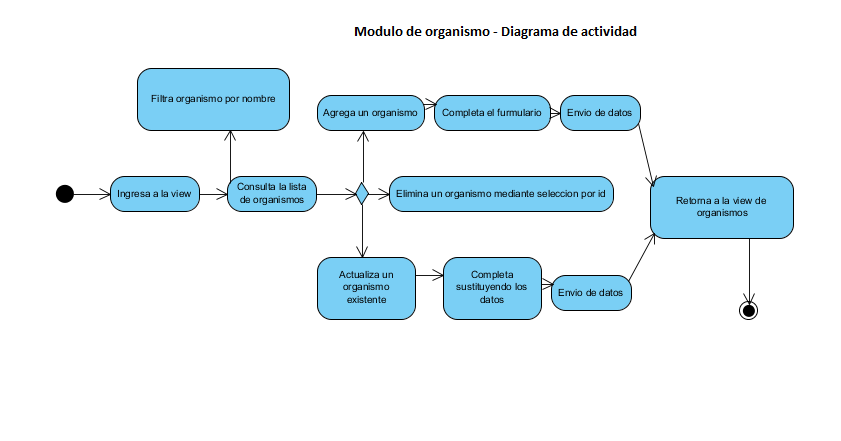 Modulo de organismo - Diagrama de actividad
Filtra organismo por nombre
Agrega un organismo
Completa el furmulario
Envio de datos
Ingresa a la view
Consulta la lista
de organismos
Elimina un organismo mediante seleccion por id
Retorna a la view de
organismos
Actualiza un
organismo
existente
Completa
sustituyendo los
datos
Envio de datos